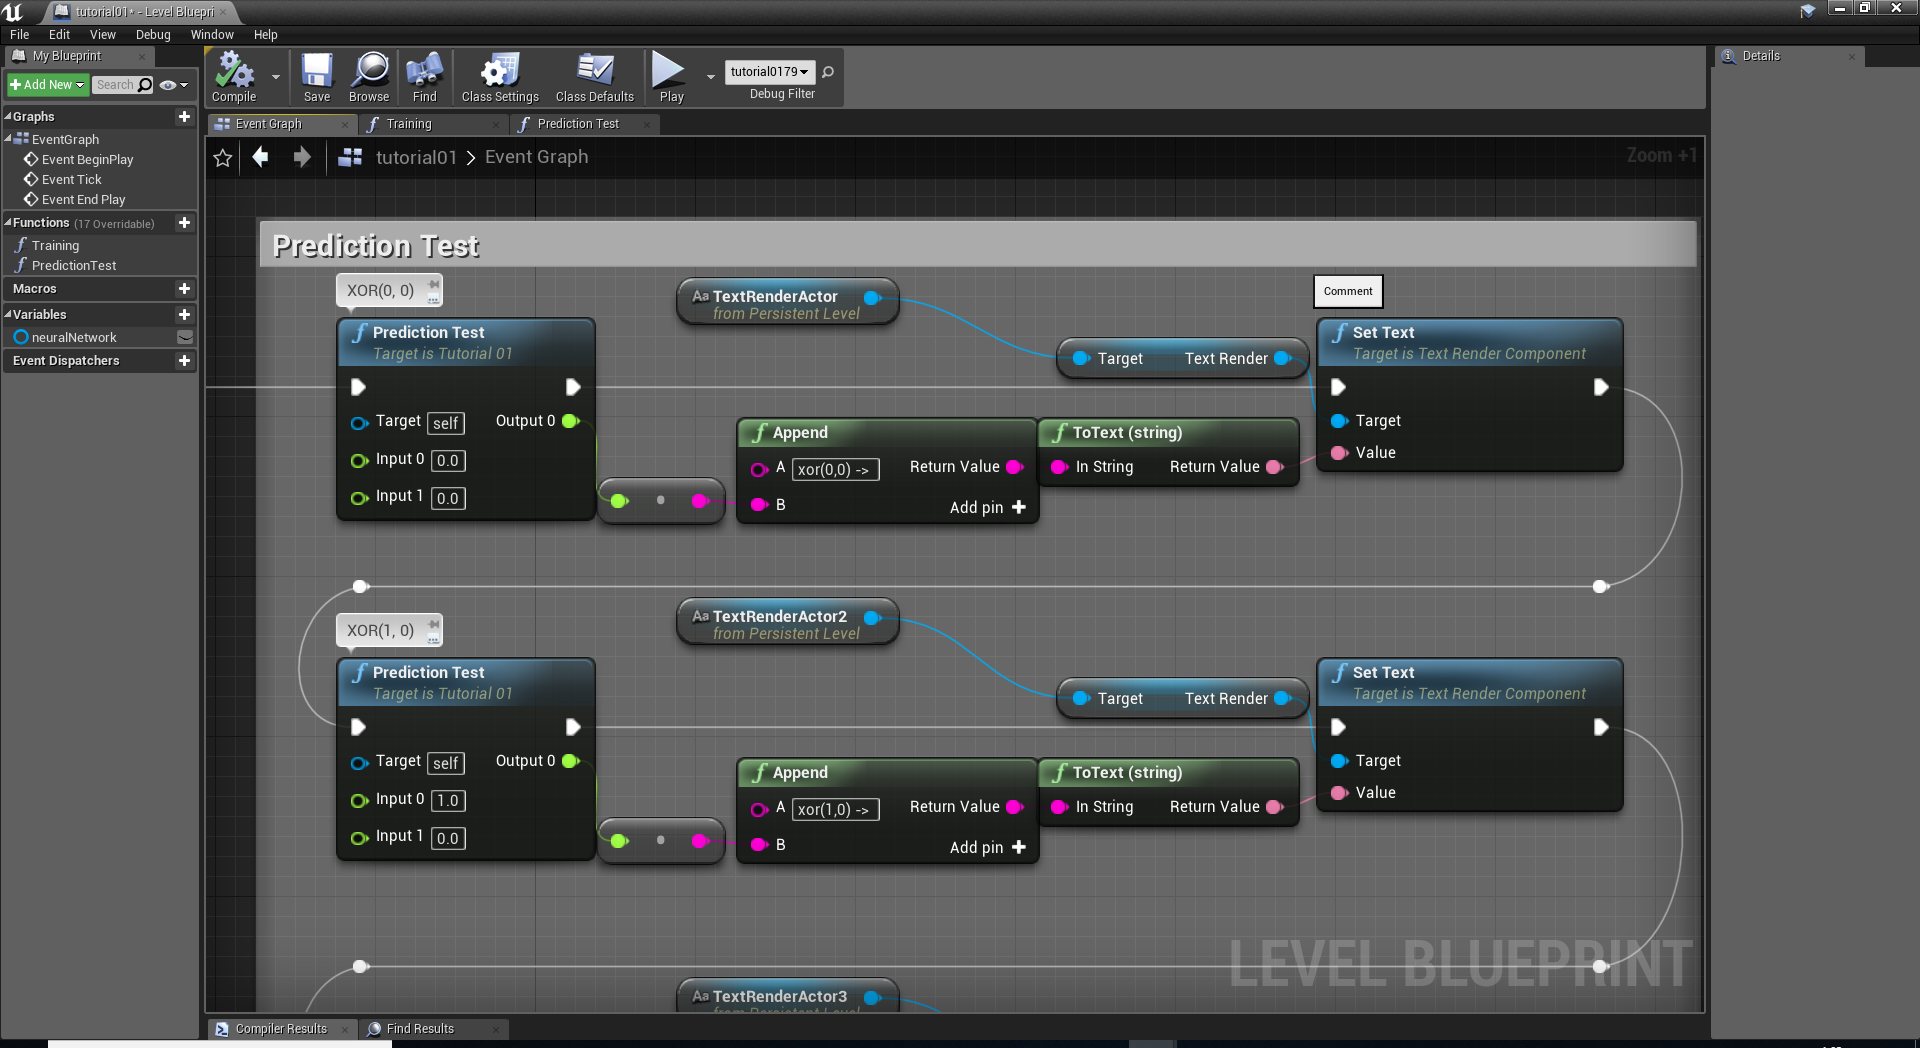 tutorial01* - Level Bluepri
File Edit View Debug Window Help
My Blueprint
Add New
Search
Graphs
EventGraph
Event BeginPlay
Event Tick
Event End Play
Functions (17 Overridable)
Training
PredictionTest
Macros
Variables
neuralNetwork
Event Dispatchers
Compile
Save
Browse
Find
Class Settings
Class Defaults
Play
tutorial0179
Debug Filter
Event Graph
Training
Prediction Test
tutorial01 > Event Graph
Zoom +1
Prediction Test
XOR(0, 0)
Prediction Test
Target is Tutorial 01
Target self
Output 0
Input 0 0.0
Input 1 0.0
TextRenderActor
from Persistent Level
Target Text Render
Append
A xor(0,0) ->
Return Value
B
Add pin
ToText (string)
In String Return Value
Comment
Set Text
Target is Text Render Component
Target
Value
XOR(1, 0)
Prediction Test
Target is Tutorial 01
Target self
Output 0
Input 0 1.0
Input 1 0.0
TextRenderActor2
from Persistent Level
Target Text Render
Append
A xor(1,0) ->
Return Value
B
Add pin
ToText (string)
In String Return Value
Set Text
Target is Text Render Component
Target
Value
TextRenderActor3
from Persistent Level
LEVEL BLUEPRINT
Compiler Results
Find Results
Details